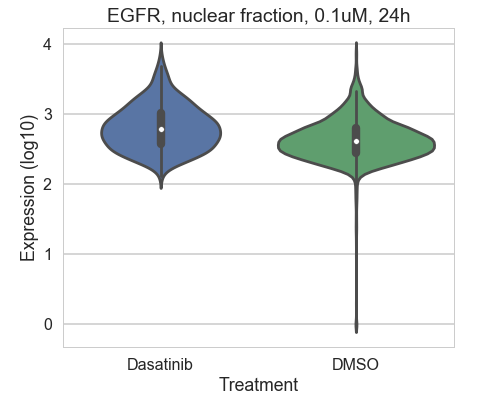 EGFR, nuclear fraction, 0.1uM, 24h
4
3
2
1
0
Expression (log10)
Dasatinib
DMSO
Treatment